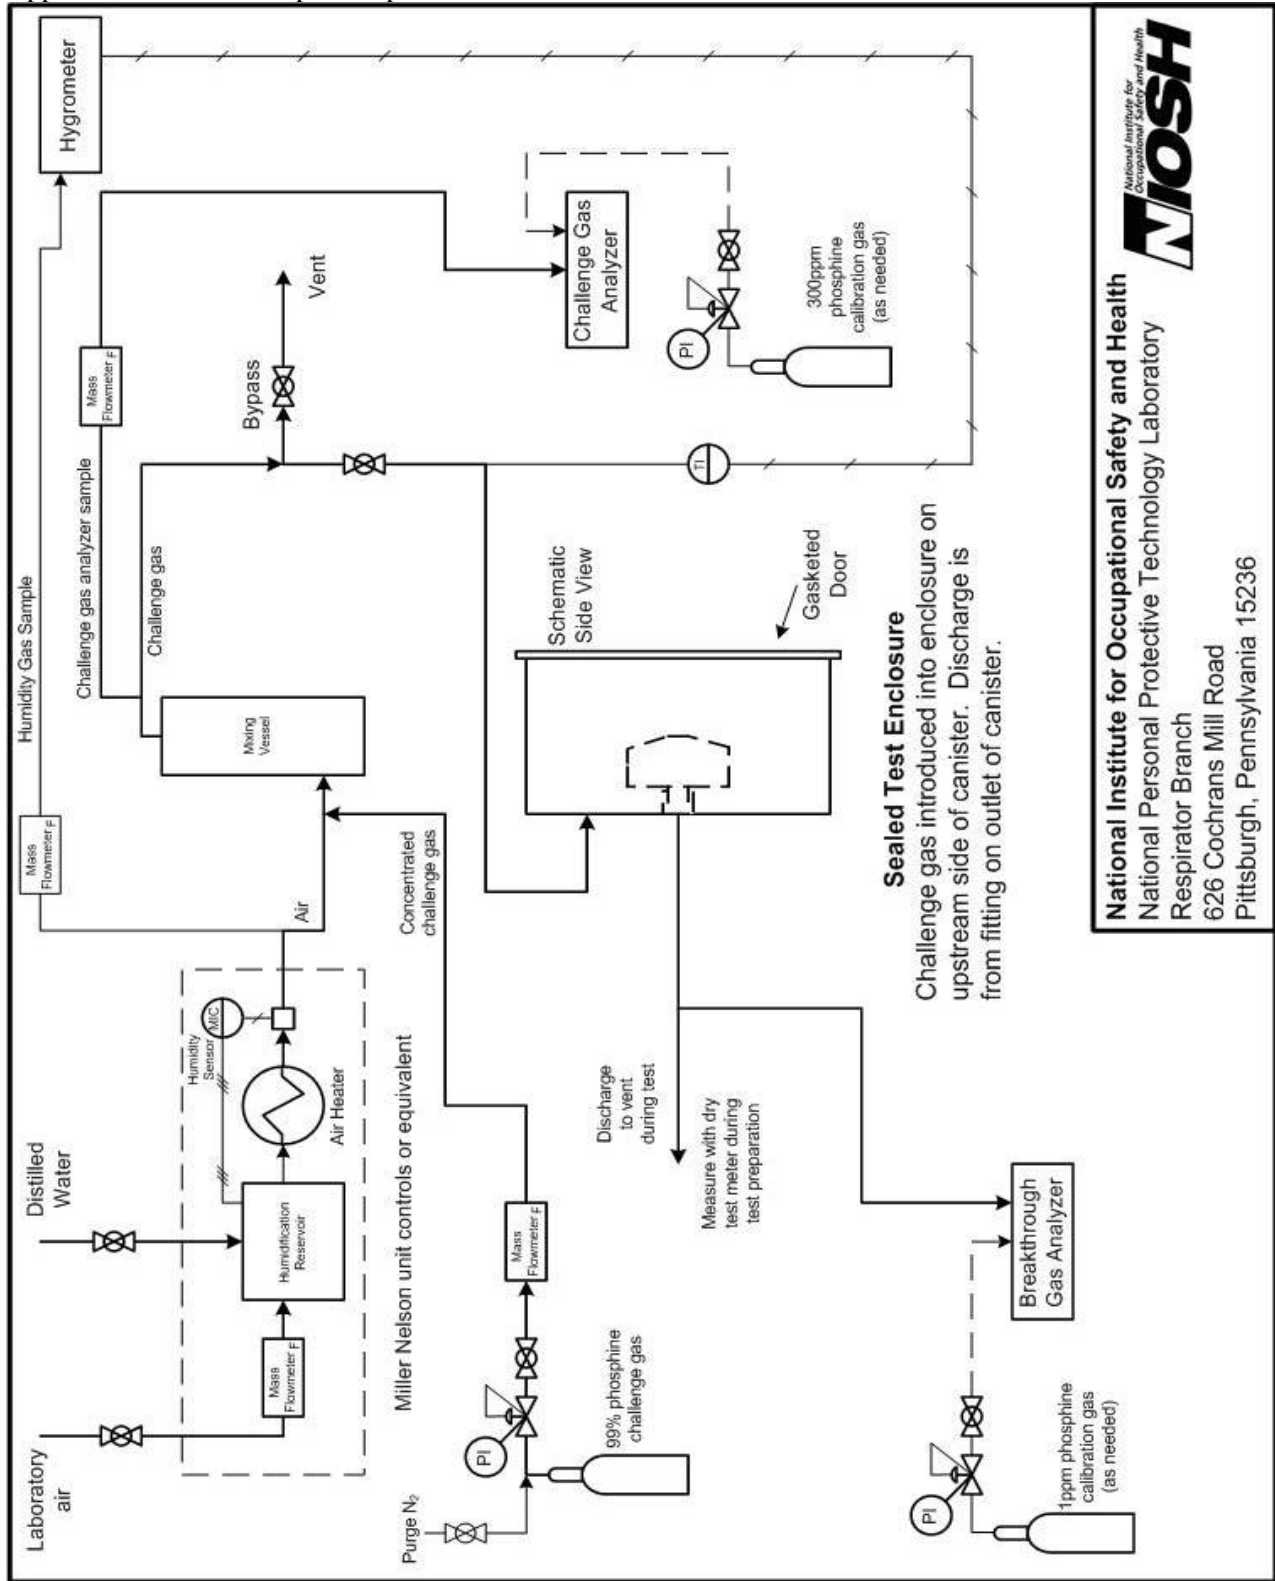 Laboratory
air
Distilled
Water
Mass
Flowmeter F
Humidification
Reservoir
Humidity
Sensor
MIC
Air Heater
Air
Mass
Flowmeter F
Humidity Gas Sample
Hygrometer
Challenge gas analyzer sample
Mass
Flowmeter F
Challenge gas
Mixing
Vessel
Bypass
Vent
Miller Nelson unit controls or equivalent
Concentrated
challenge gas
Purge N₂
PI
99% phosphine
challenge gas
Mass
Flowmeter F
Discharge
to vent
during test
Measure with dry
test meter during
test preparation
Schematic
Side View
Gasketed
Door
TI
Challenge Gas
Analyzer
PI
300ppm
phosphine
calibration gas
(as needed)
Sealed Test Enclosure
Challenge gas introduced into enclosure on
upstream side of canister. Discharge is
from fitting on outlet of canister.
PI
1ppm phosphine
calibration gas
(as needed)
Breakthrough
Gas Analyzer
National Institute for Occupational Safety and Health
National Personal Protective Technology Laboratory
Respirator Branch
626 Cochrans Mill Road
Pittsburgh, Pennsylvania 15236
National Institute for
Occupational Safety and Health
NIOSH